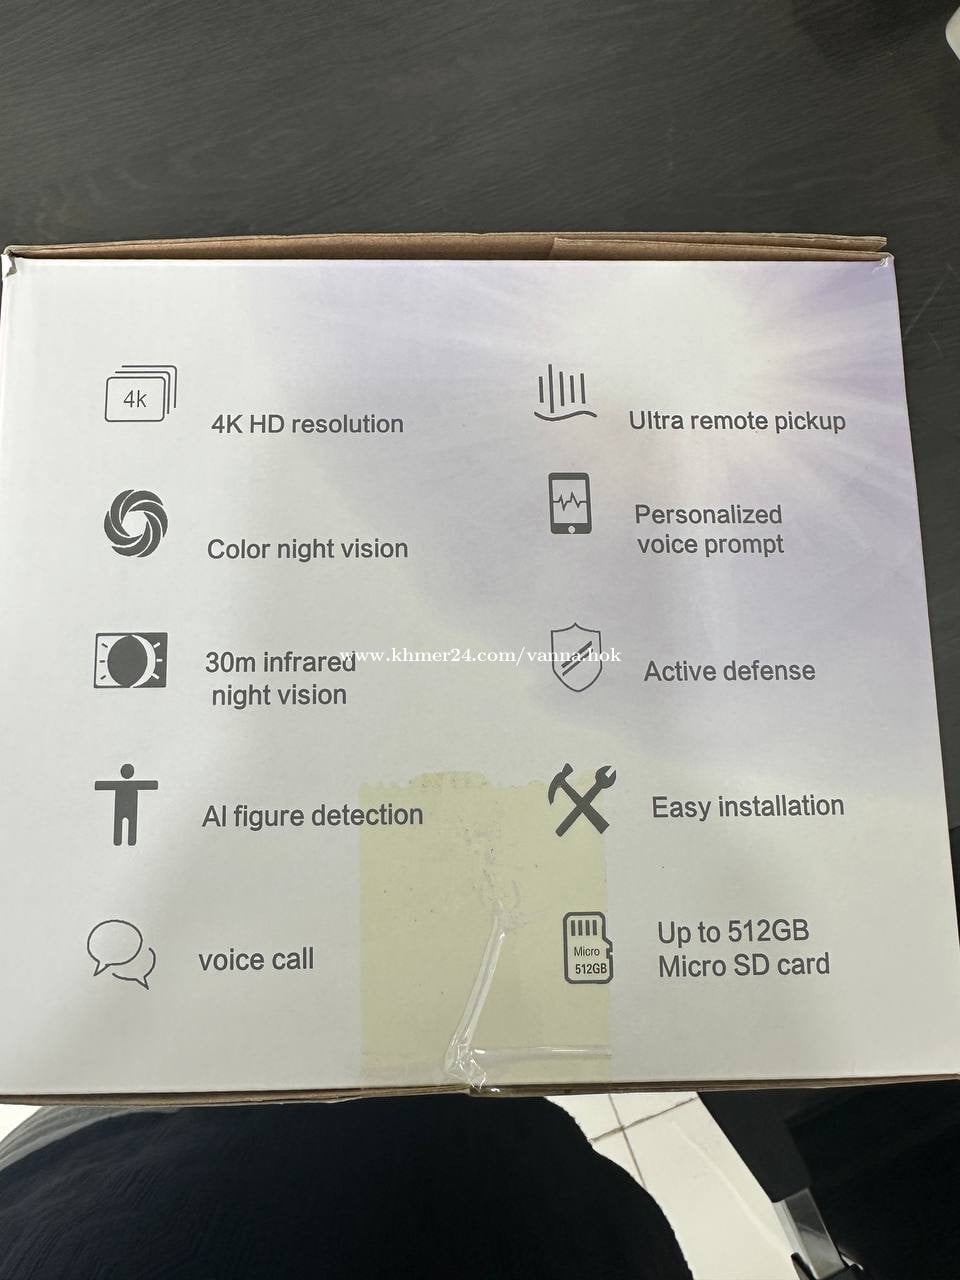 4k
4K HD resolution
Ultra remote pickup
Color night vision
Personalized
voice prompt
30m infrared
night vision
www.khmer24.com/vanna.hok
Active defense
AI figure detection
Easy installation
voice call
Micro
512GB
Up to 512GB
Micro SD card